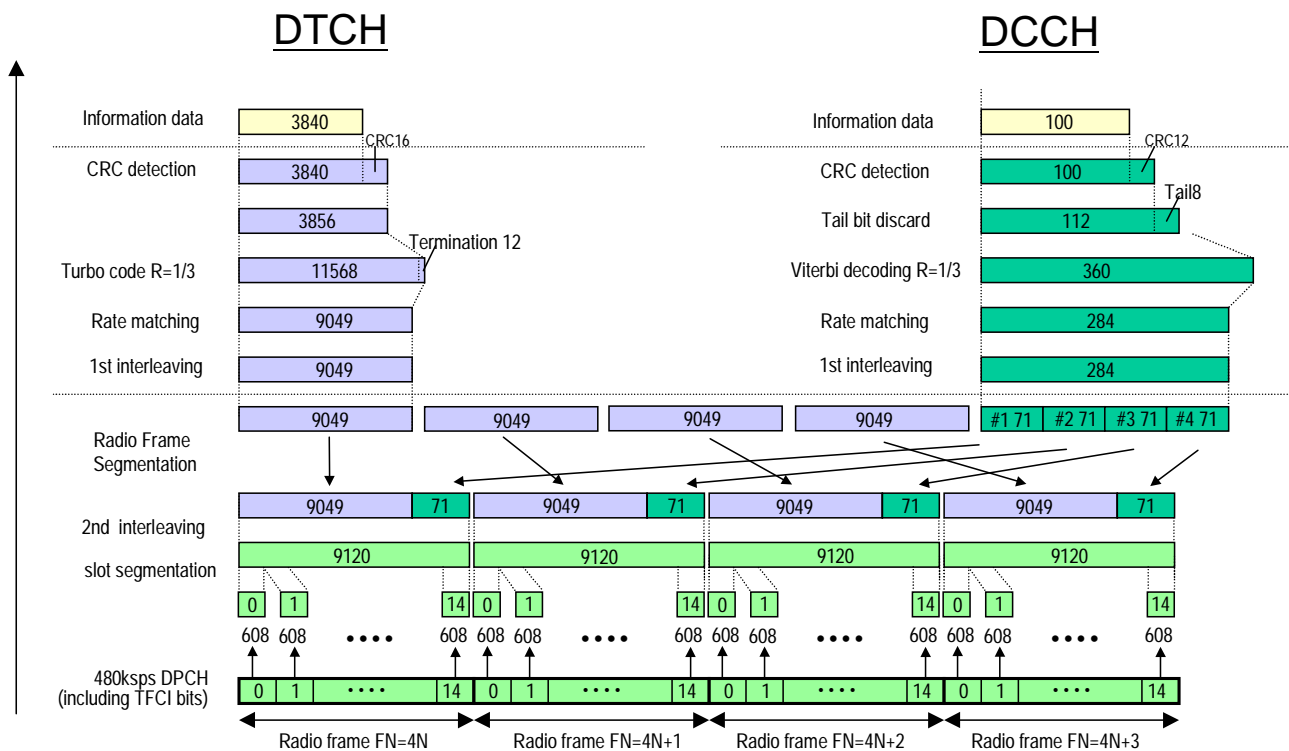 DTCH DCCH
Information data 3840 Information data 100
CRC16 CRC12
CRC detection 3840 CRC detection 100
Tail8
3856 Tail bit discard 112
Termination 12
Turbo code R=1/3 11568 Viterbi decoding R=1/3 360
Rate matching 9049 Rate matching 284
1st interleaving 9049 1st interleaving 284
9049 9049 9049 9049 #1 71 #2 71 #3 71 #4 71
Radio Frame
Segmentation
9049 71 9049 71 9049 71 9049 71
2nd interleaving
9120 9120 9120 9120
slot segmentation
0 1 14 0 1 14 0 1 14 0 1 14
608 608 •••• 608 608 608 •••• 608 608 608 •••• 608 608 608 •••• 608
480ksps DPCH
(including TFCI bits)
0 1 •••• 14 0 1 •••• 14 0 1 •••• 14 0 1 •••• 14
Radio frame FN=4N Radio frame FN=4N+1 Radio frame FN=4N+2 Radio frame FN=4N+3